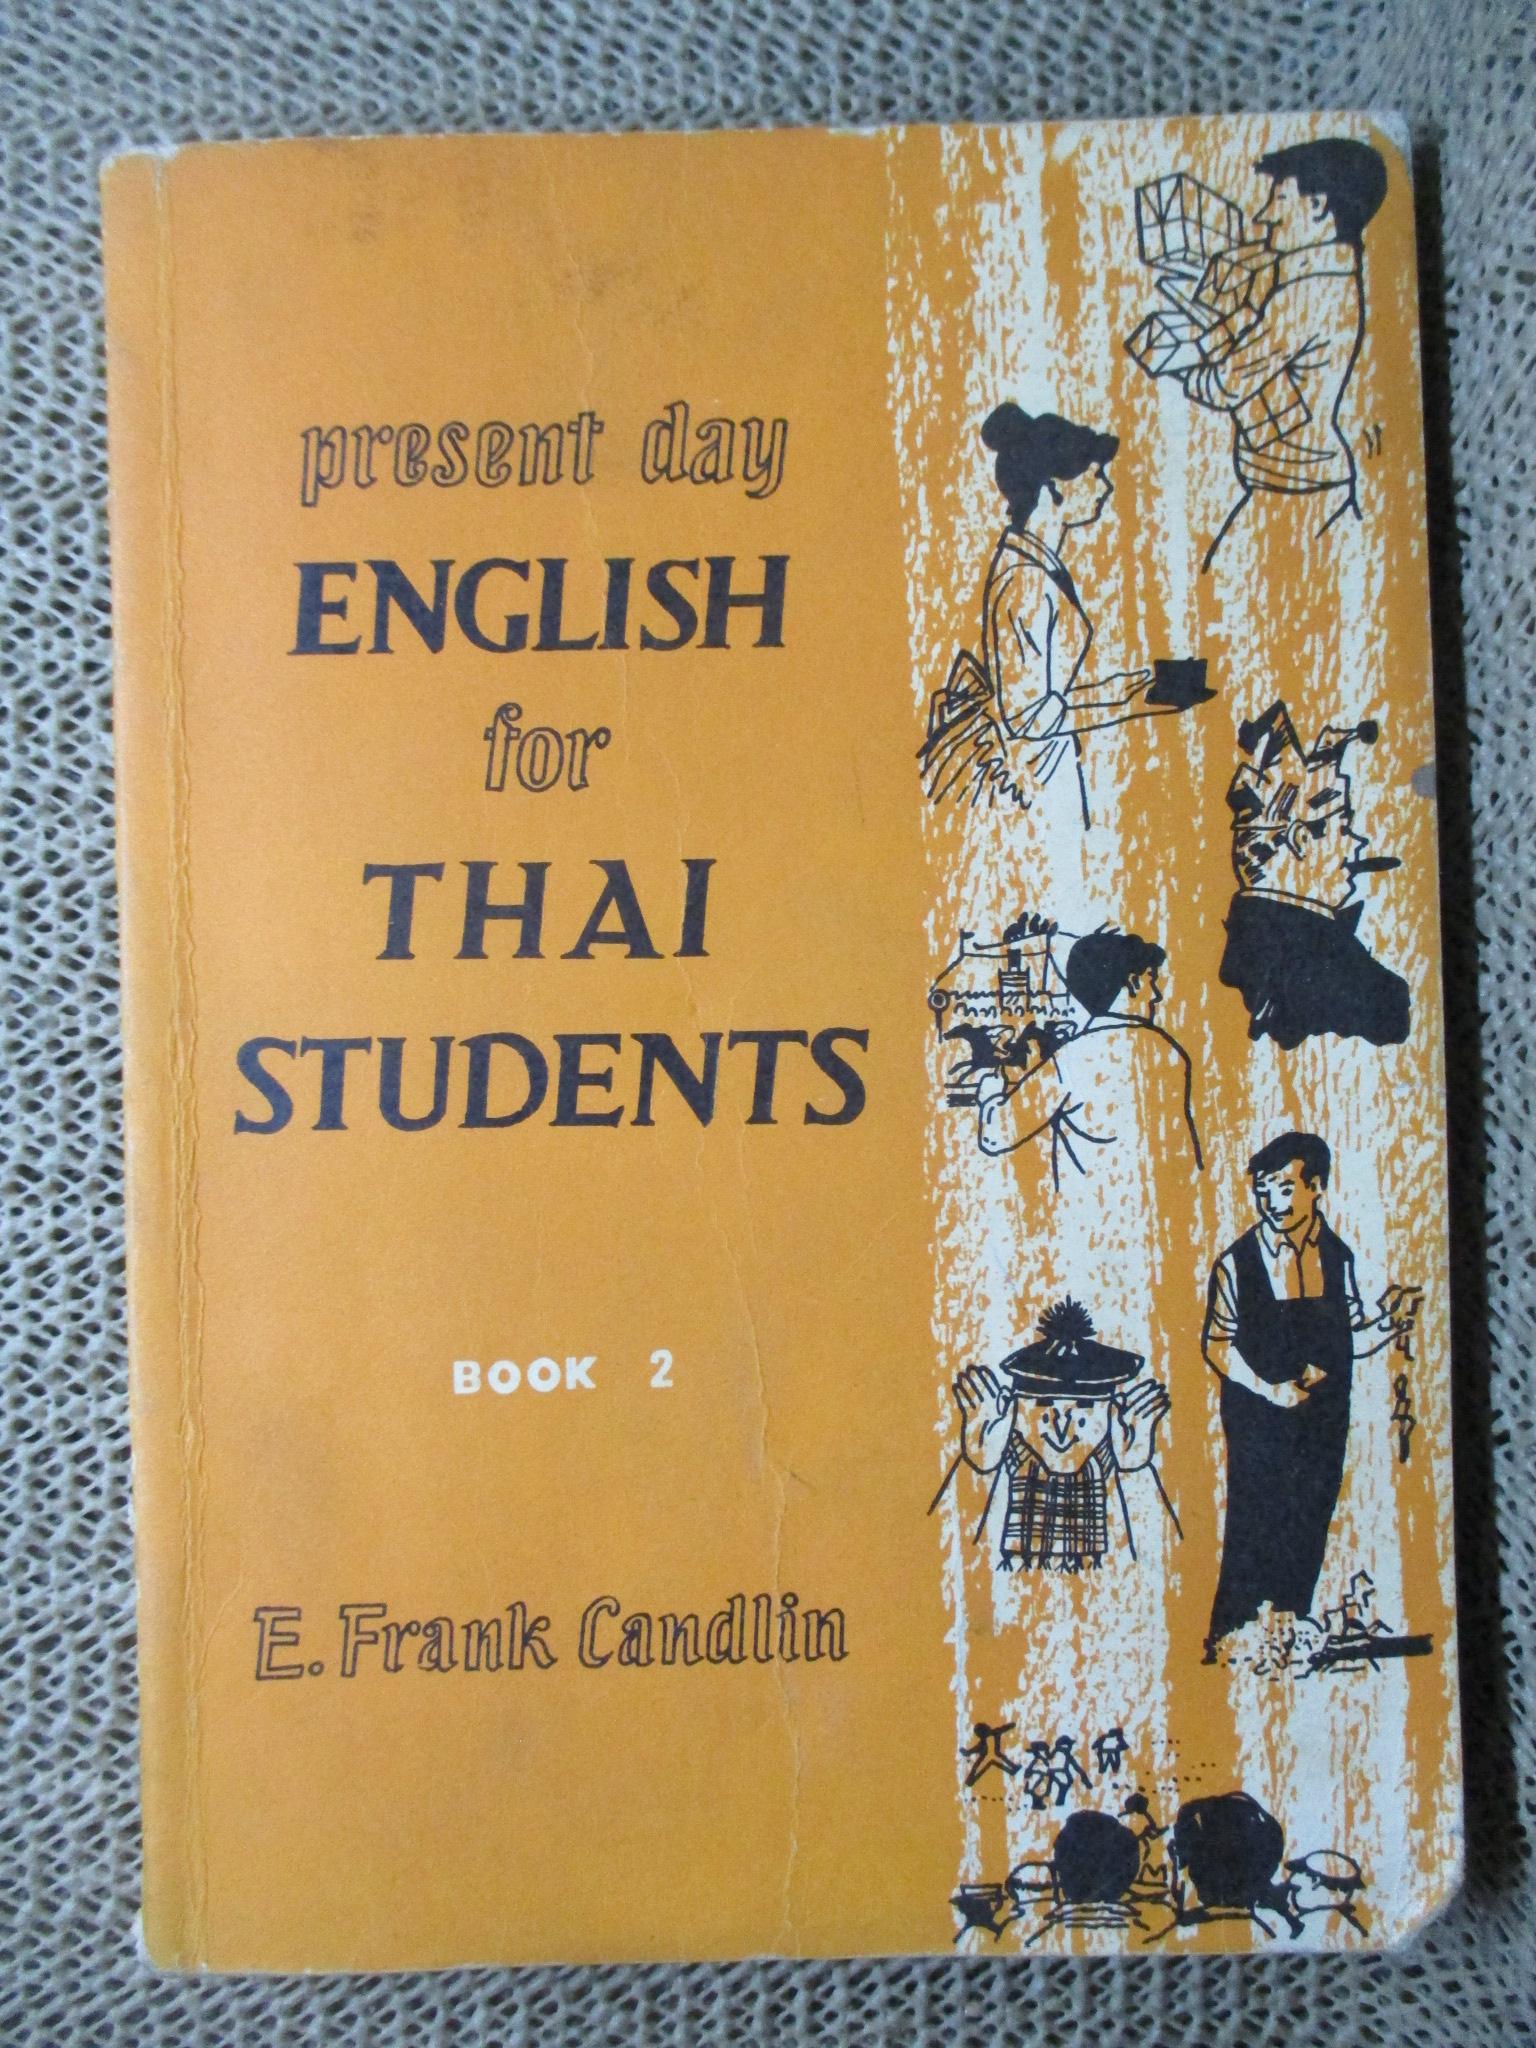 present day
ENGLISH
for
THAI
STUDENTS
BOOK 2
E. Frank Candlin